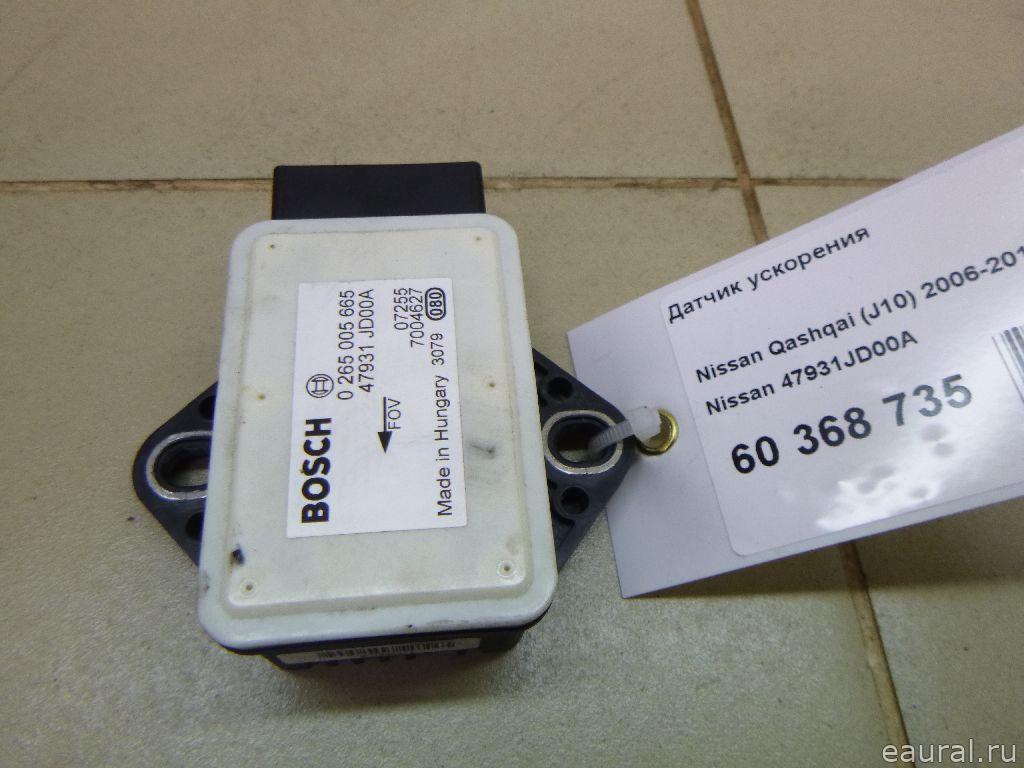 BOSCH
0 265 005 665
47931 JD00A
FOV
07255
7004627
Made in Hungary 3079 080
Датчик ускорения
Nissan Qashqai (J10) 2006-201
Nissan 47931JD00A
60 368 735
eaural.ru